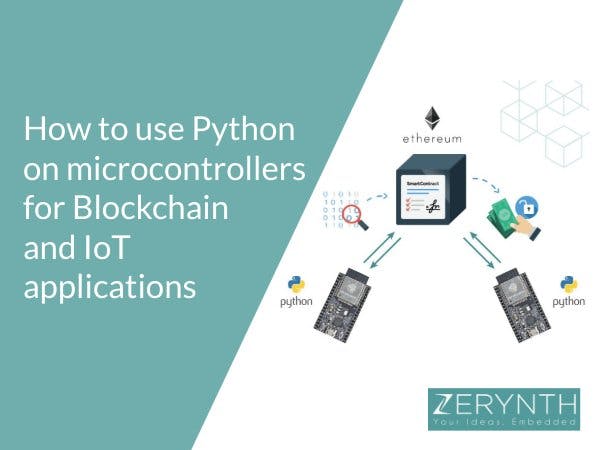 How to use Python
on microcontrollers
for Blockchain
and IoT
applications
ethereum
SmartContract
python
python
ZERYNTH
Your Ideas, Embedded